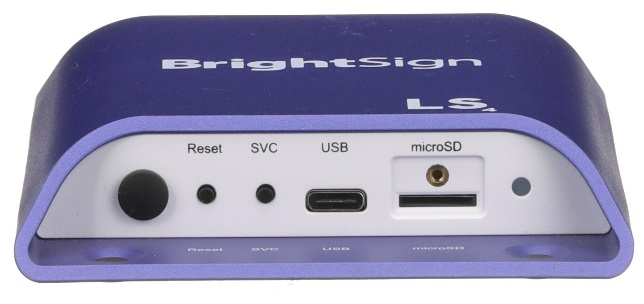 BrightSign
LS4
Reset SVC USB microSD
Reset SVC USB microSD